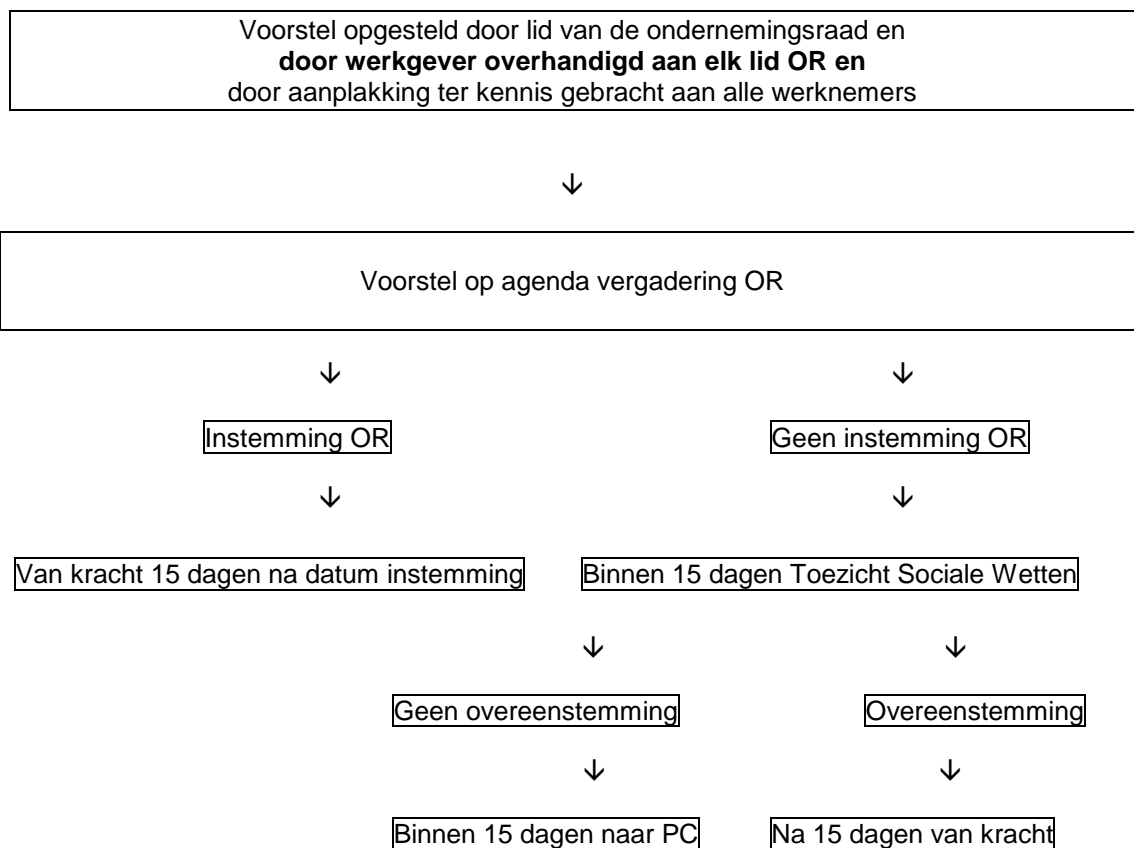 Voorstel opgesteld door lid van de ondernemingsraad en
door werkgever overhandigd aan elk lid OR en
door aanplakking ter kennis gebracht aan alle werknemers
↓
Voorstel op agenda vergadering OR
↓ ↓
Instemming OR Geen instemming OR
↓ ↓
Van kracht 15 dagen na datum instemming Binnen 15 dagen Toezicht Sociale Wetten
↓ ↓
Geen overeenstemming Overeenstemming
↓ ↓
Binnen 15 dagen naar PC Na 15 dagen van kracht